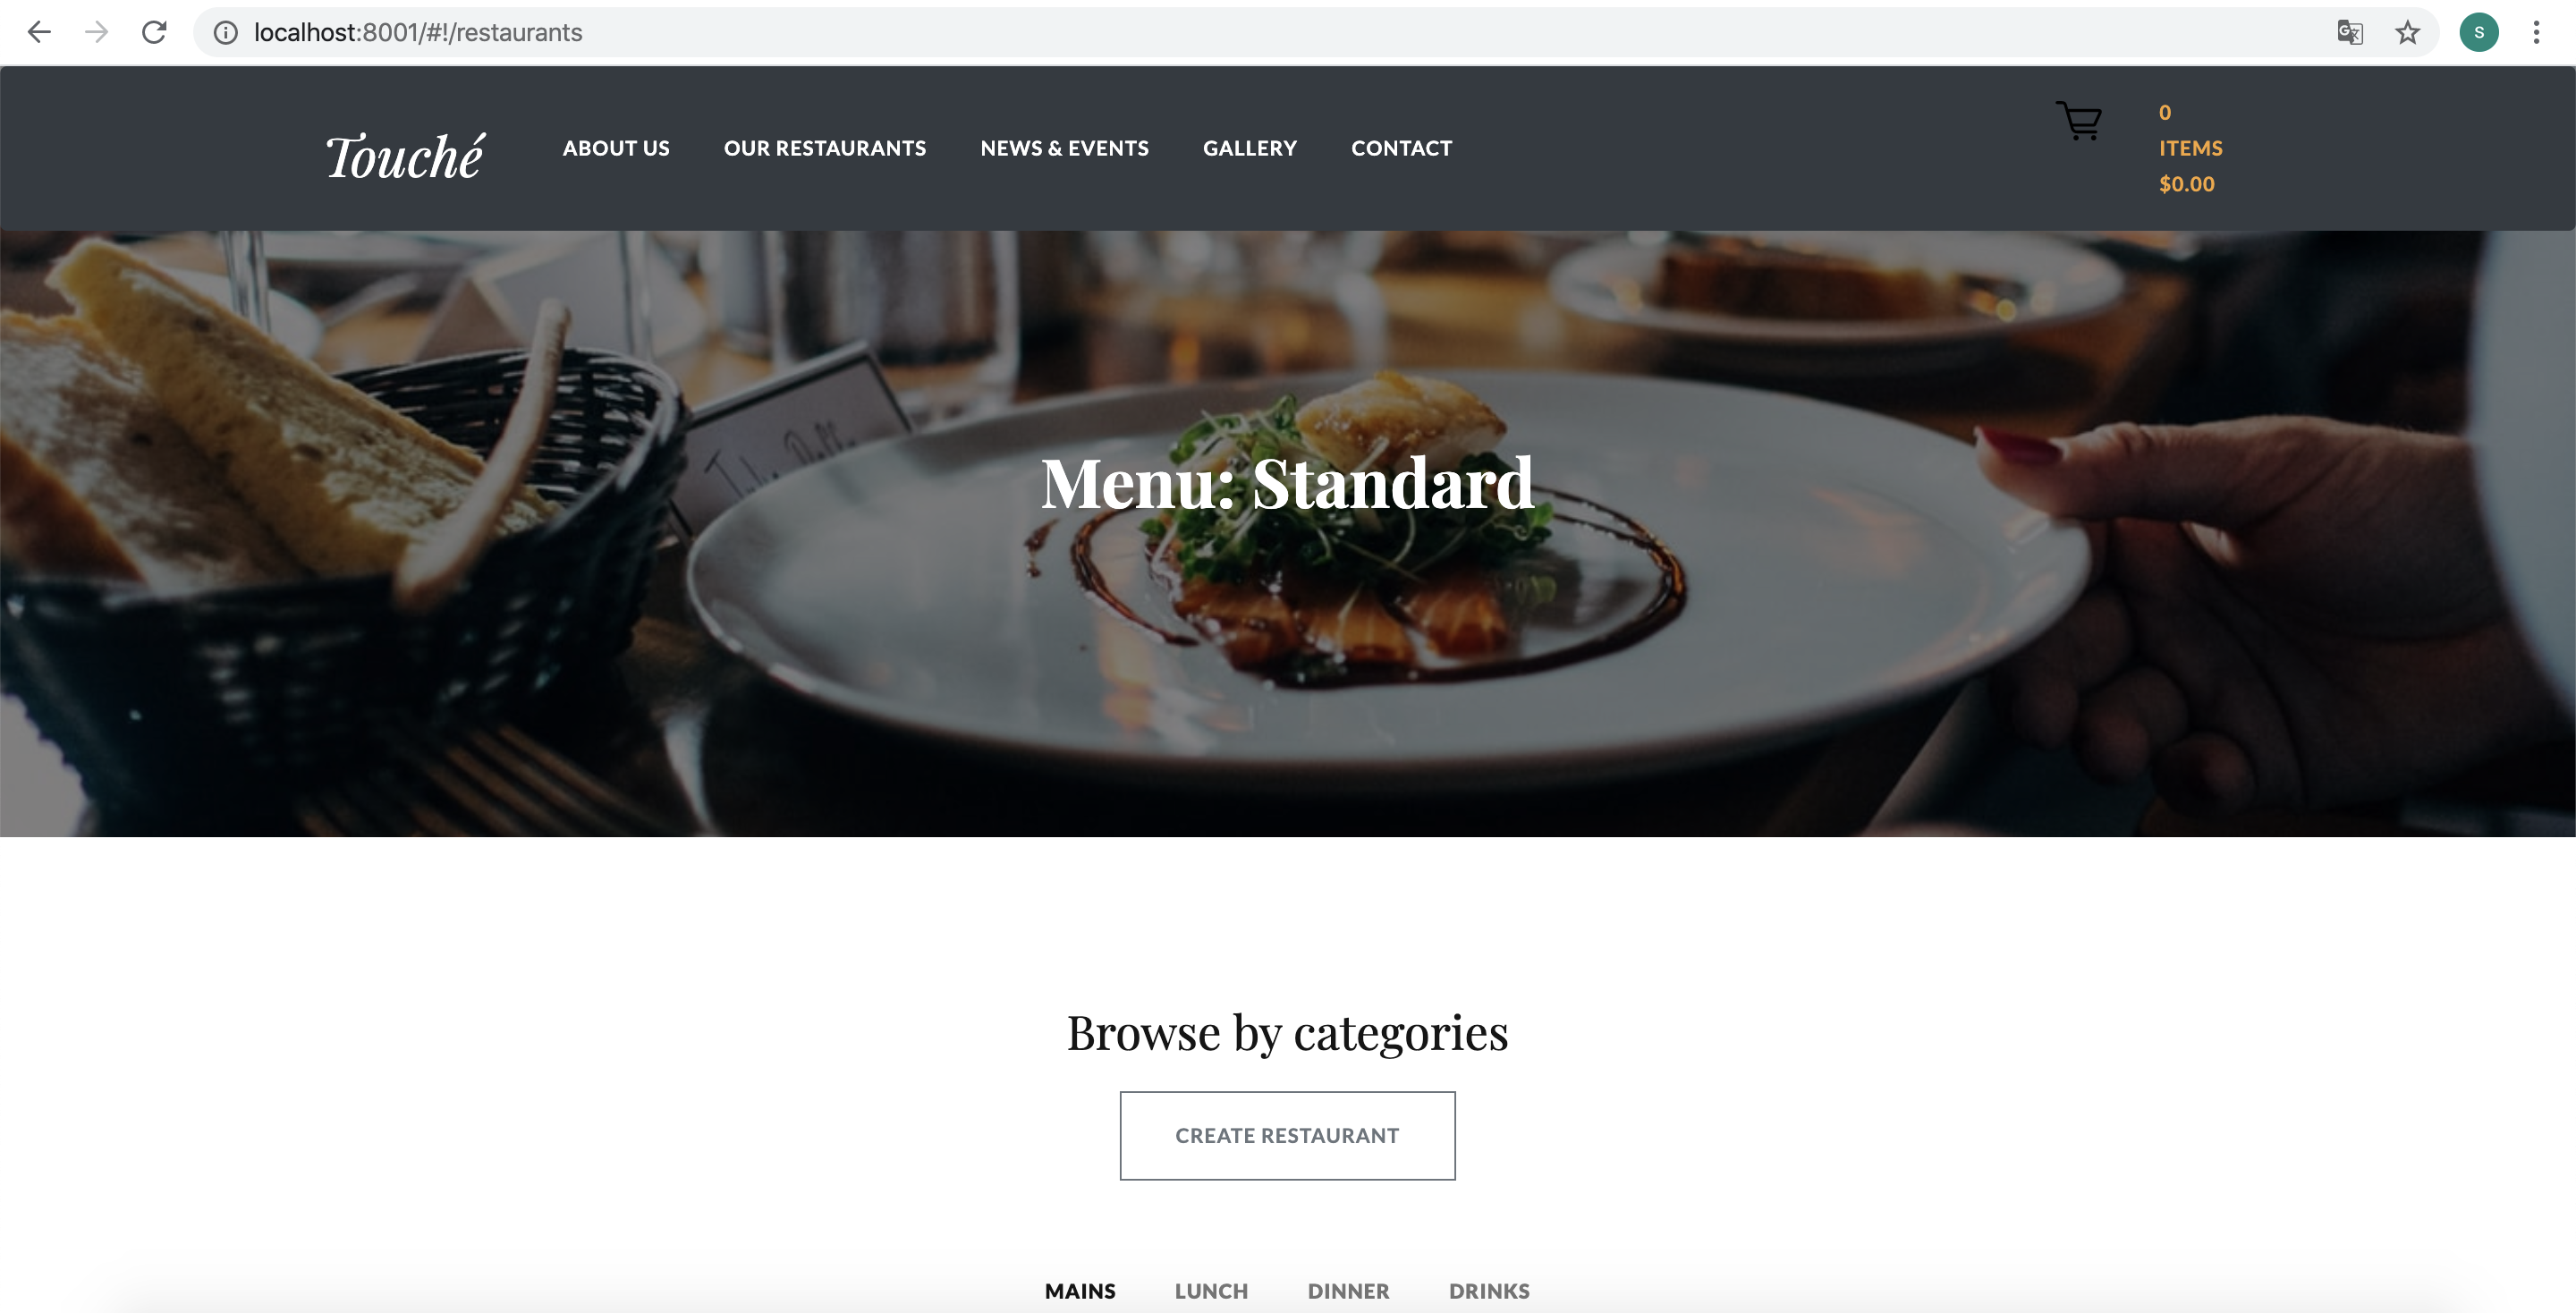 localhost:8001/#!/restaurants
S
Touché
ABOUT US
OUR RESTAURANTS
NEWS & EVENTS
GALLERY
CONTACT
0
ITEMS
$0.00
Menu: Standard
Browse by categories
CREATE RESTAURANT
MAINS
LUNCH
DINNER
DRINKS